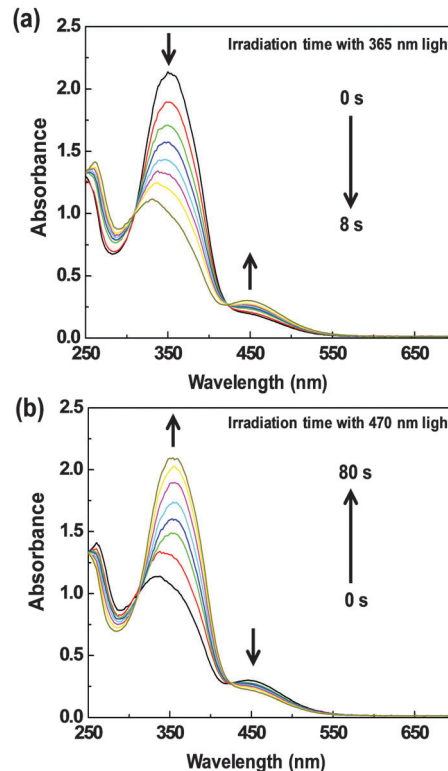 (a)
Irradiation time with 365 nm light
0 s
8 s
Absorbance
2.5
2.0
1.5
1.0
0.5
0.0
250 350 450 550 650
Wavelength (nm)
(b)
Irradiation time with 470 nm light
80 s
0 s
Absorbance
2.5
2.0
1.5
1.0
0.5
0.0
250 350 450 550 650
Wavelength (nm)